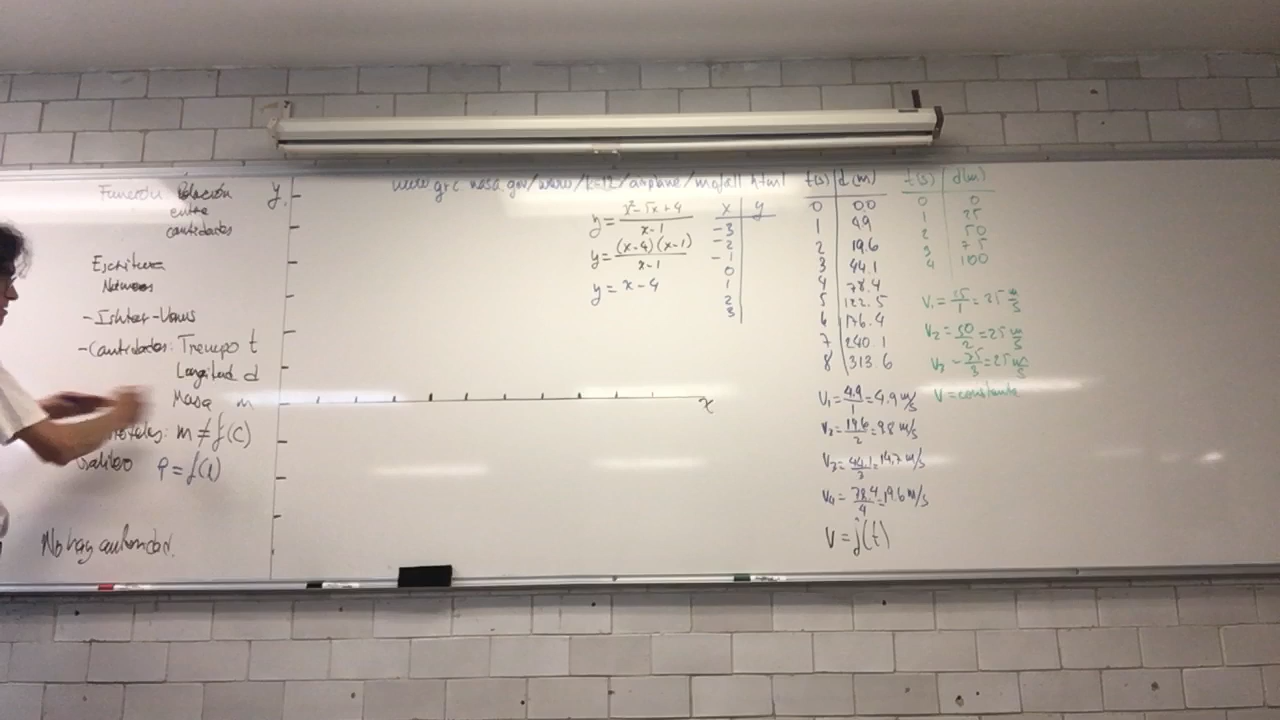 Función Relación
entre
cantidades
Escritura
- Ishtar - Venus
- Cantidades: Tiempo t
Longitud d
Masa m
m ≠ f(C)
Galileo P = f(l)
No hay autoridad.
y
x
www.grc.nasa.gov/www/k-12/airplane/mofall.html
y = x²-5x+4 / x-1
y = (x-4)(x-1) / x-1
y = x-4
x y
-3
-2
-1
0
1
2
3
t(s) d(m)
0 0.0
1 4.9
2 19.6
3 44.1
4 78.4
5 122.5
6 176.4
7 240.1
8 313.6
V₁ = 4.9/1 = 4.9 m/s
V₂ = 19.6/2 = 9.8 m/s
V₃ = 44.1/3 = 14.7 m/s
V₄ = 78.4/4 = 19.6 m/s
V = f(t)
t(s) d(m)
0 0
1 25
2 50
3 75
4 100
V₁ = 25/1 = 25 m/s
V₂ = 50/2 = 25 m/s
V₃ = 75/3 = 25 m/s
V = constante